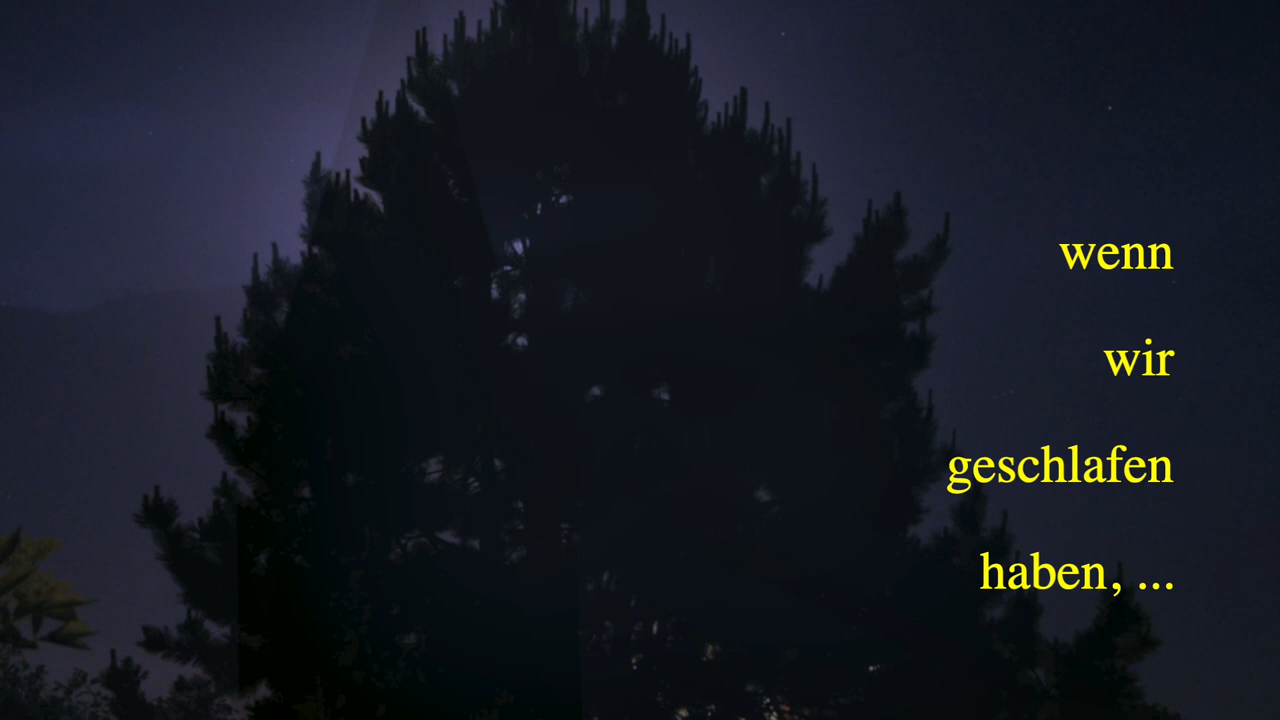 wenn
wir
geschlafen
haben, ...